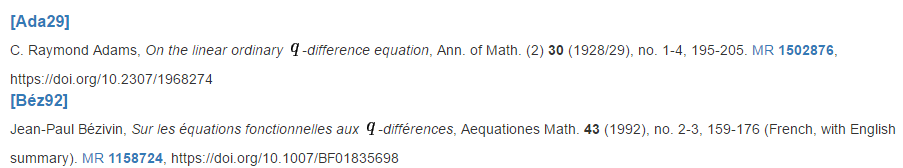 [Ada29]
C. Raymond Adams, On the linear ordinary q-difference equation, Ann. of Math. (2) 30 (1928/29), no. 1-4, 195-205. MR 1502876,
https://doi.org/10.2307/1968274
[Béz92]
Jean-Paul Bézivin, Sur les équations fonctionnelles aux q-différences, Aequationes Math. 43 (1992), no. 2-3, 159-176 (French, with English
summary). MR 1158724, https://doi.org/10.1007/BF01835698